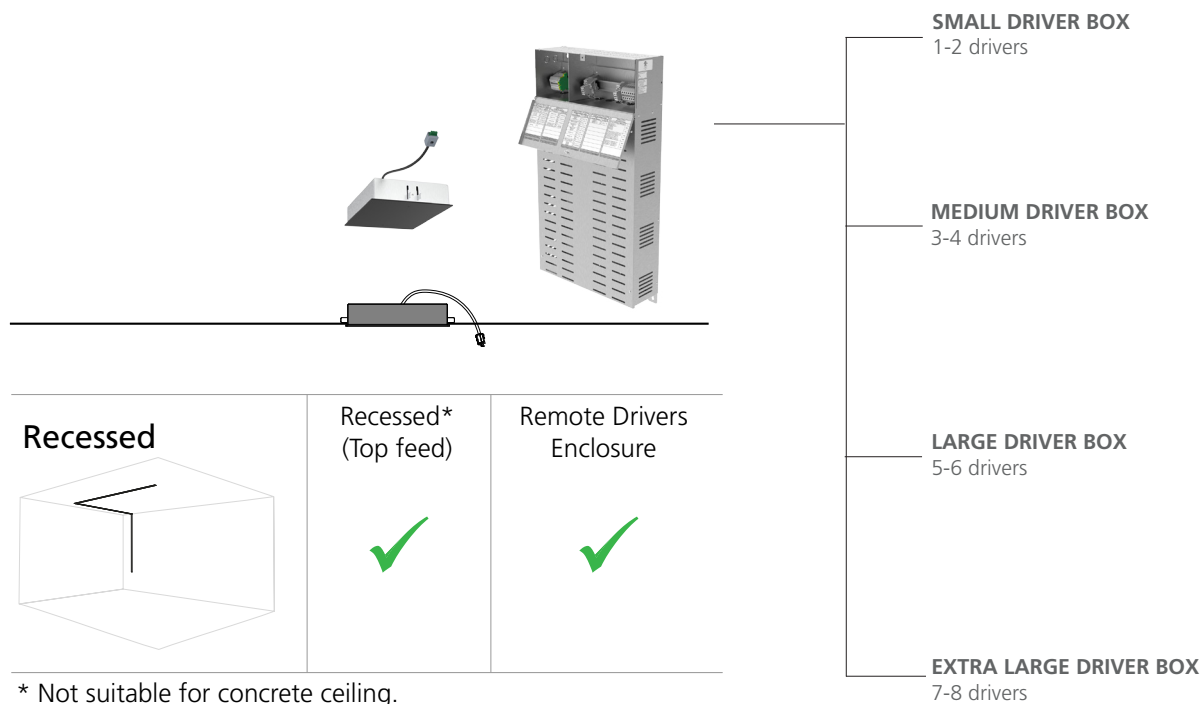 SMALL DRIVER BOX
1-2 drivers
MEDIUM DRIVER BOX
3-4 drivers
LARGE DRIVER BOX
5-6 drivers
EXTRA LARGE DRIVER BOX
7-8 drivers
Recessed
Recessed*
(Top feed)
Remote Drivers
Enclosure
* Not suitable for concrete ceiling.